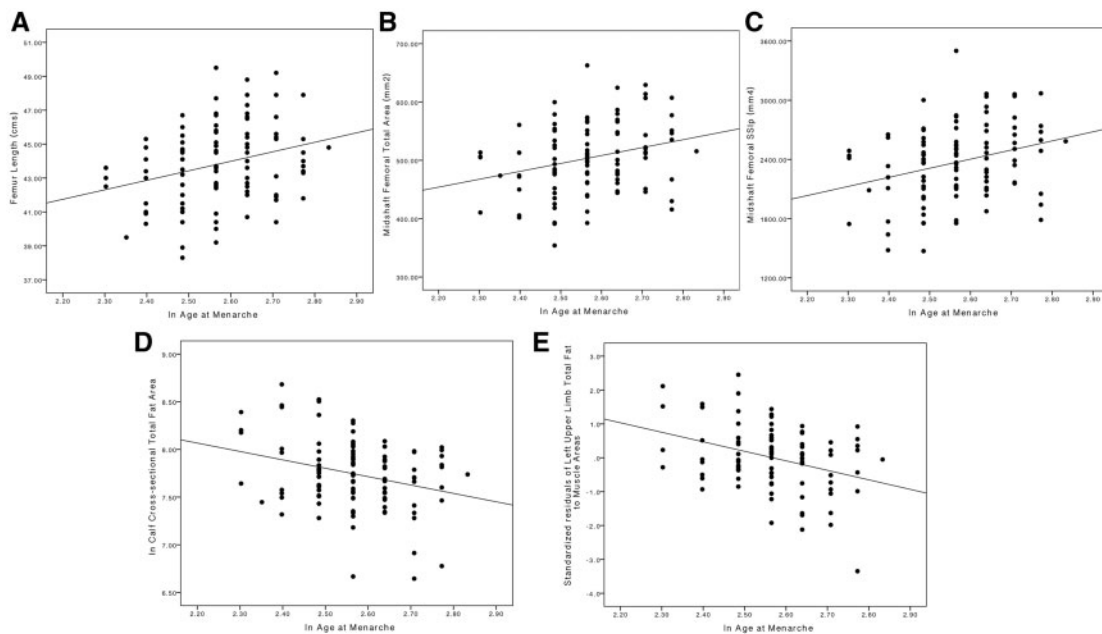 A
Femur Length (cms)
51.00
49.00
47.00
45.00
43.00
41.00
39.00
37.00
2.20 2.30 2.40 2.50 2.60 2.70 2.80 2.90
ln Age at Menarche
B
Midshaft Femoral Total Area (mm2)
700.00
600.00
500.00
400.00
300.00
2.20 2.30 2.40 2.50 2.60 2.70 2.80 2.90
ln Age at Menarche
C
Midshaft Femoral SSIp (mm4)
3600.00
3000.00
2400.00
1800.00
1200.00
2.20 2.30 2.40 2.50 2.60 2.70 2.80 2.90
ln Age at Menarche
D
ln Calf Cross-sectional Total Fat Area
9.00
8.50
8.00
7.50
7.00
6.50
2.20 2.30 2.40 2.50 2.60 2.70 2.80 2.90
ln Age at Menarche
E
Standardized residuals of Left Upper Limb Total Fat
to Muscle Areas
3.0
2.0
1.0
.0
-1.0
-2.0
-3.0
-4.0
2.20 2.30 2.40 2.50 2.60 2.70 2.80 2.90
ln Age at Menarche